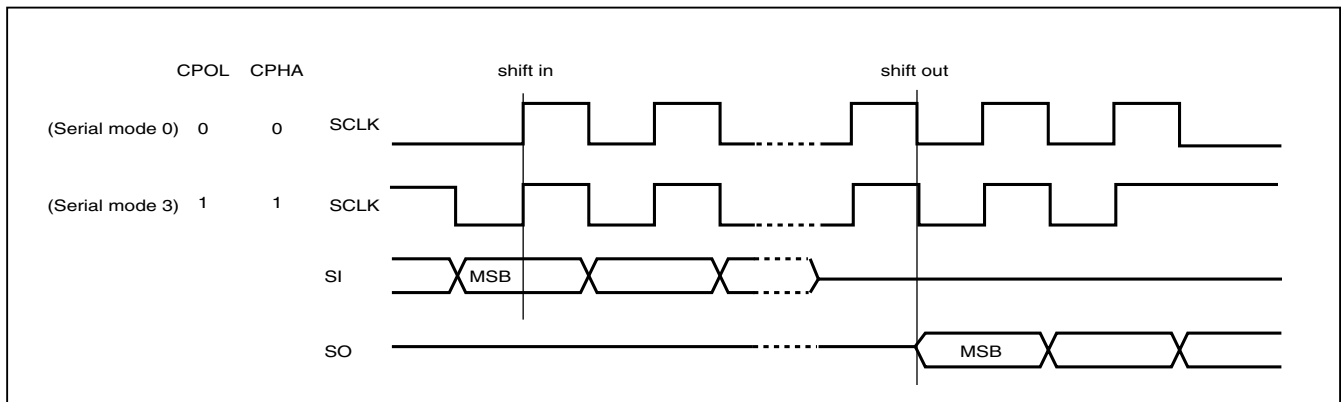 CPOL CPHA shift in shift out
(Serial mode 0) 0 0 SCLK
(Serial mode 3) 1 1 SCLK
SI MSB
SO MSB